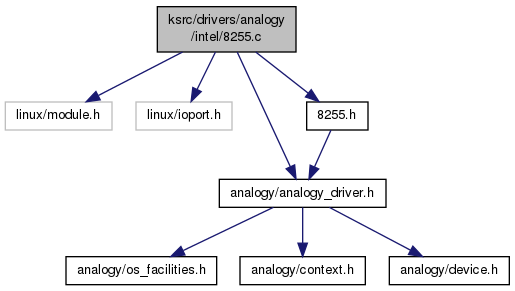 ksrc/drivers/analogy
/intel/8255.c
linux/module.h
linux/ioport.h
8255.h
analogy/analogy_driver.h
analogy/os_facilities.h
analogy/context.h
analogy/device.h